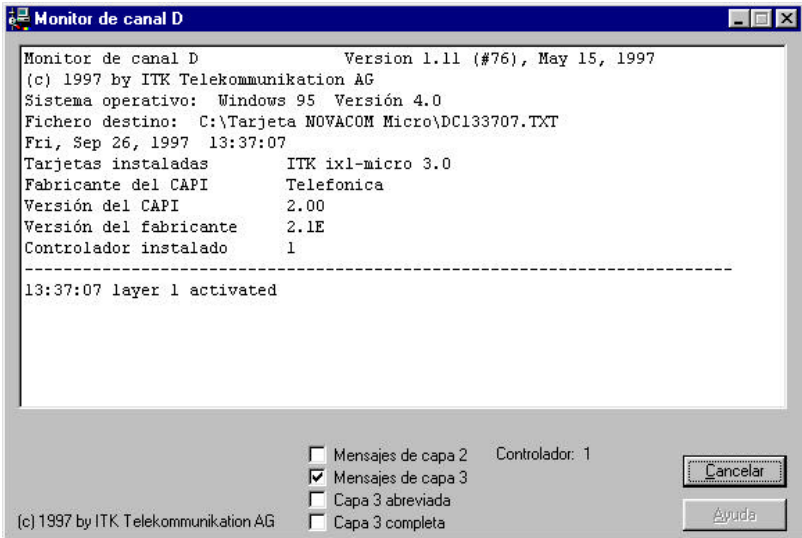 Monitor de canal D
Monitor de canal D Version 1.11 (#76), May 15, 1997
(c) 1997 by ITK Telekommunikation AG
Sistema operativo: Windows 95 Versión 4.0
Fichero destino: C:\Tarjeta NOVACOM Micro\DC133707.TXT
Fri, Sep 26, 1997 13:37:07
Tarjetas instaladas ITK ix1-micro 3.0
Fabricante del CAPI Telefonica
Versión del CAPI 2.00
Versión del fabricante 2.1E
Controlador instalado 1
-------------------------------------------------------------------------
13:37:07 layer 1 activated
Mensajes de capa 2 Controlador: 1
Mensajes de capa 3
Capa 3 abreviada
Capa 3 completa
Cancelar
Ayuda
(c) 1997 by ITK Telekommunikation AG